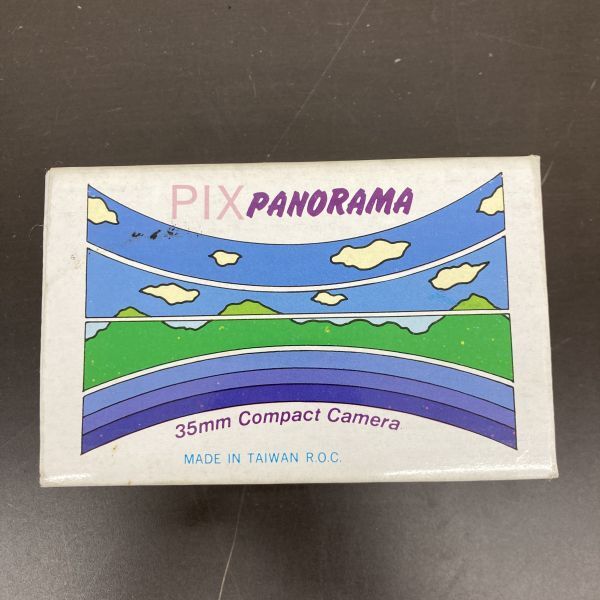 PIX PANORAMA
35mm Compact Camera
MADE IN TAIWAN R.O.C.